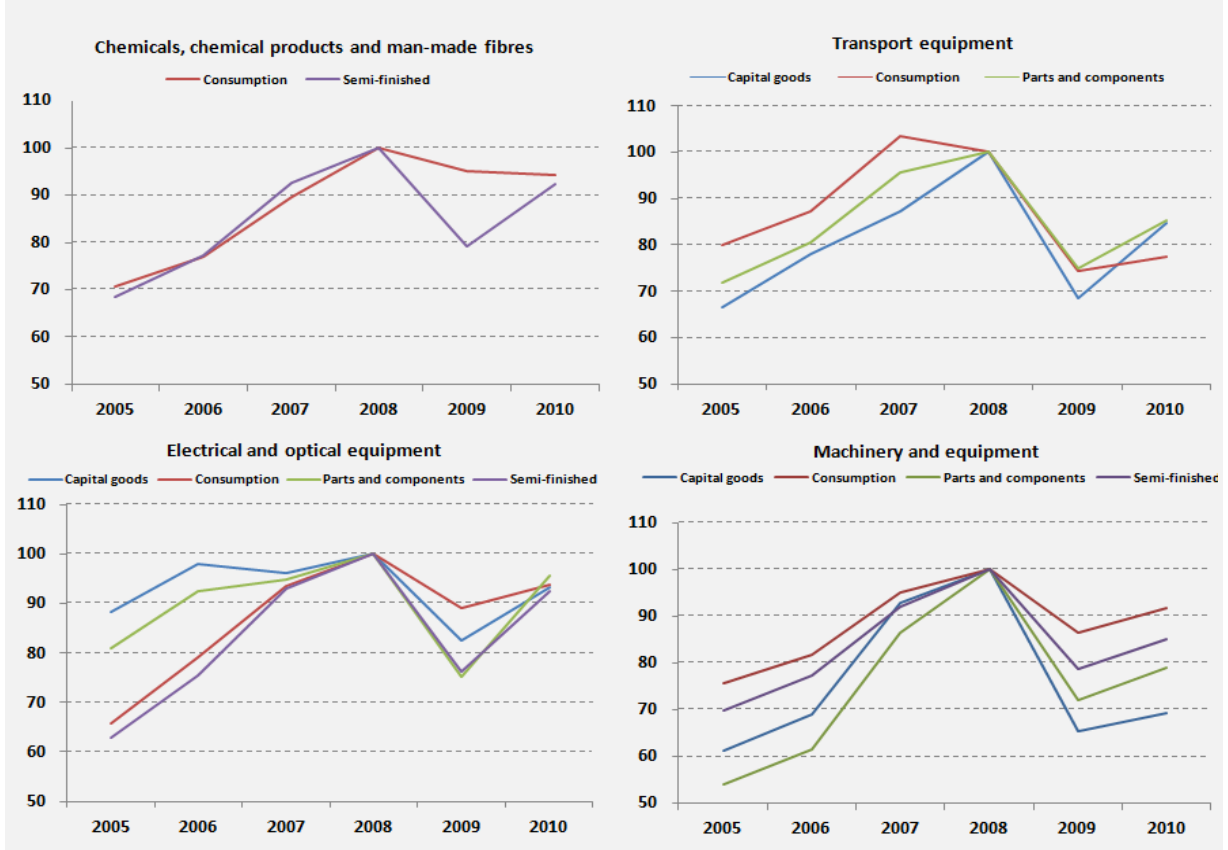 Chemicals, chemical products and man-made fibres
Consumption Semi-finished
110
100
90
80
70
60
50
2005 2006 2007 2008 2009 2010
Transport equipment
Capital goods Consumption Parts and components
110
100
90
80
70
60
50
2005 2006 2007 2008 2009 2010
Electrical and optical equipment
Capital goods Consumption Parts and components Semi-finished
110
100
90
80
70
60
50
2005 2006 2007 2008 2009 2010
Machinery and equipment
Capital goods Consumption Parts and components Semi-finished
110
100
90
80
70
60
50
2005 2006 2007 2008 2009 2010